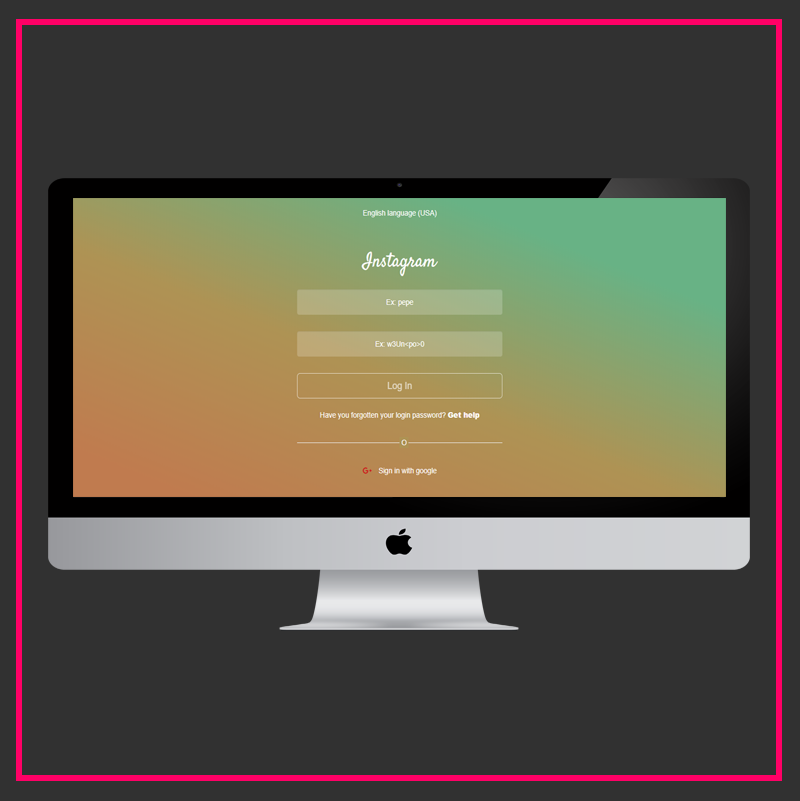 English language (USA)
Instagram
Ex: pepe
Ex: w3Un<po>0
Log In
Have you forgotten your login password? Get help
O
Sign in with google